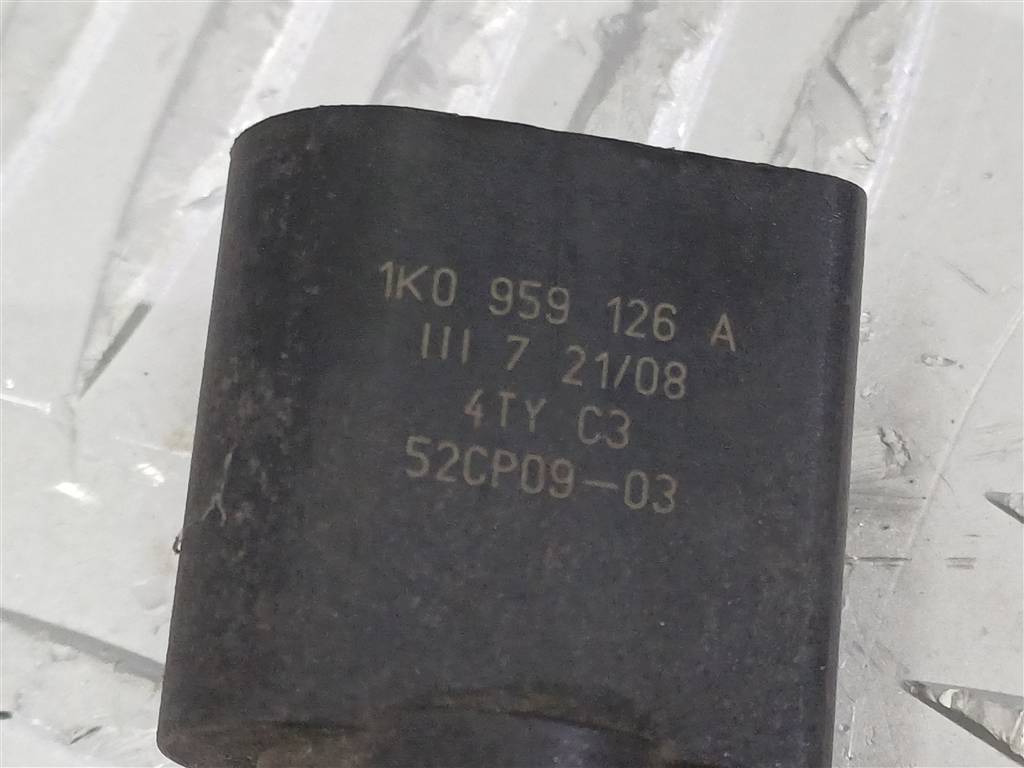 1K0 959 126 A
III 7 21/08
4TY C3
52CP09-03